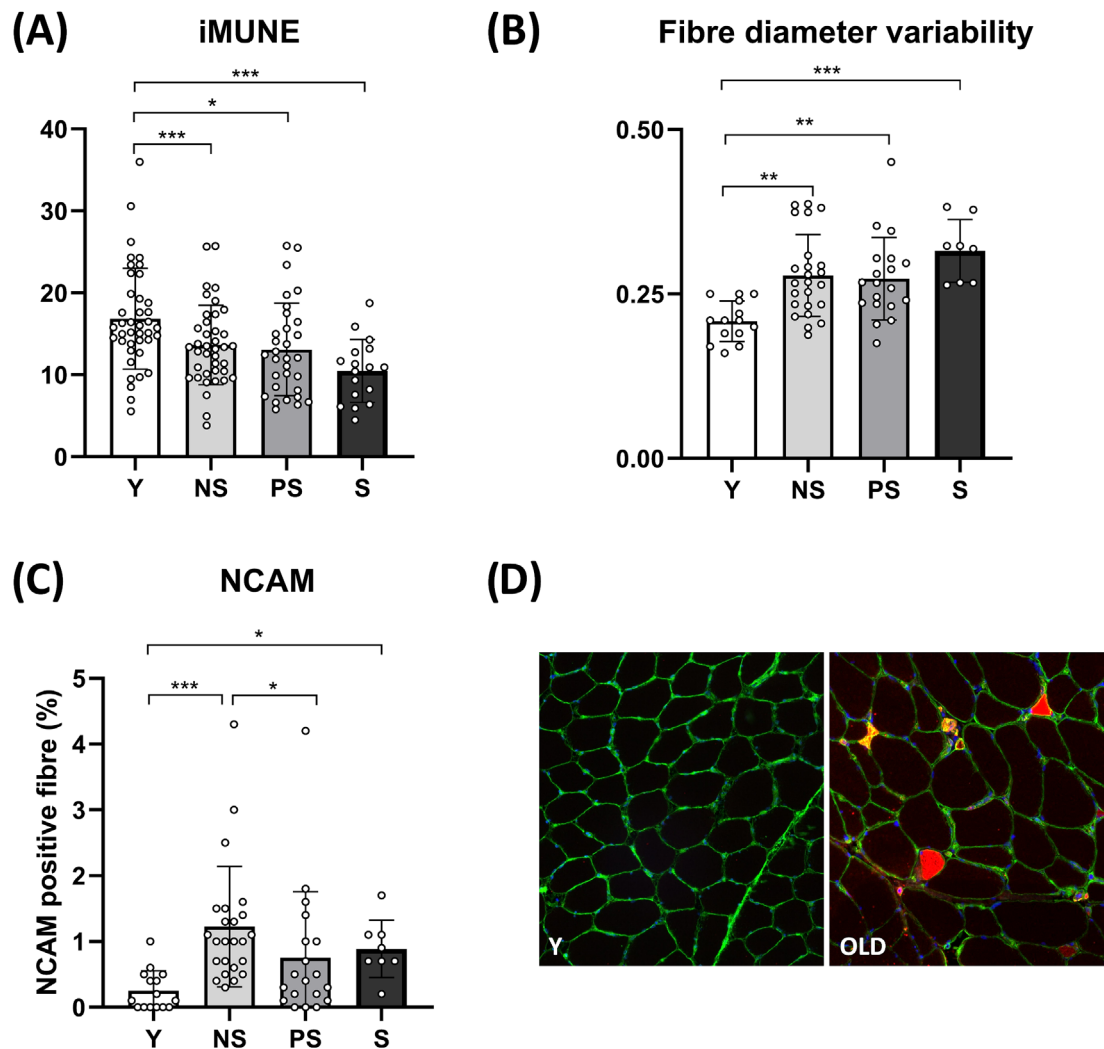 (A)
iMUNE
***
*
***
40
30
20
10
0
Y NS PS S
(B)
Fibre diameter variability
***
**
**
0.50
0.25
0.00
Y NS PS S
(C)
NCAM
*
*** *
NCAM positive fibre (%)
5
4
3
2
1
0
Y NS PS S
(D)
Y
OLD